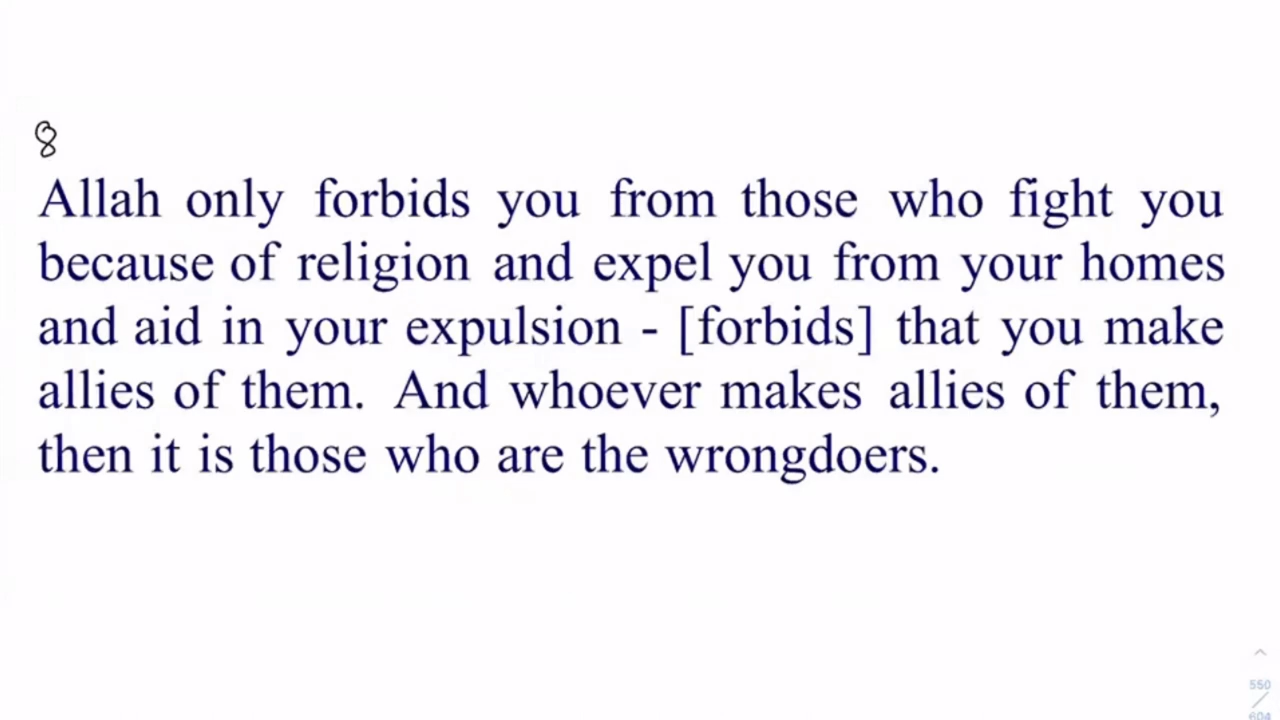 8
Allah only forbids you from those who fight you
because of religion and expel you from your homes
and aid in your expulsion - [forbids] that you make
allies of them. And whoever makes allies of them,
then it is those who are the wrongdoers.
550
/
604